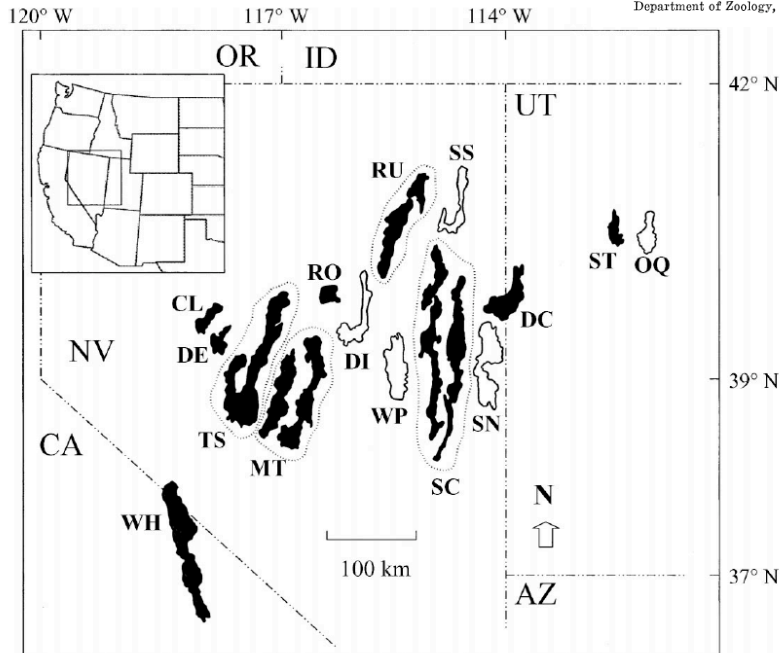 Department of Zoology,
120° W
117° W
114° W
OR
ID
42° N
UT
SS
RU
ST
OQ
RO
CL
DC
DE
DI
NV
WP
SN
39° N
TS
MT
SC
CA
N
WH
100 km
37° N
AZ